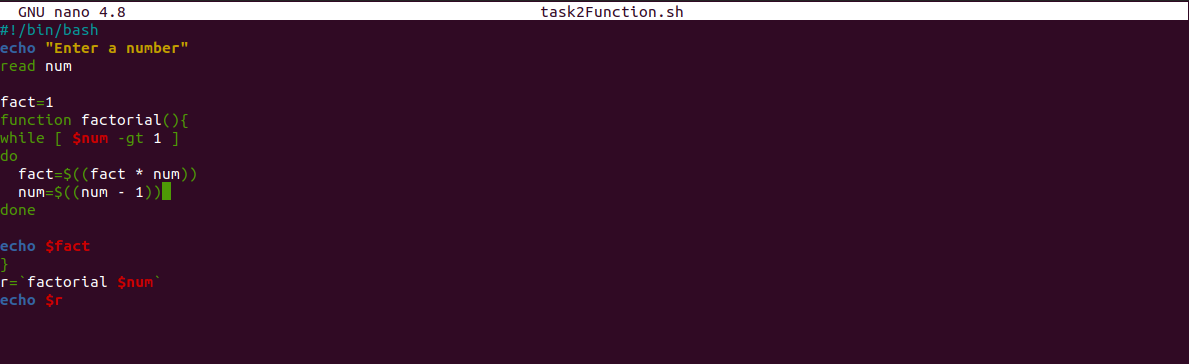 GNU nano 4.8 task2Function.sh
#!/bin/bash
echo "Enter a number"
read num
fact=1
function factorial(){
while [ $num -gt 1 ]
do
  fact=$((fact * num))
  num=$((num - 1))
done
echo $fact
}
r=`factorial $num`
echo $r